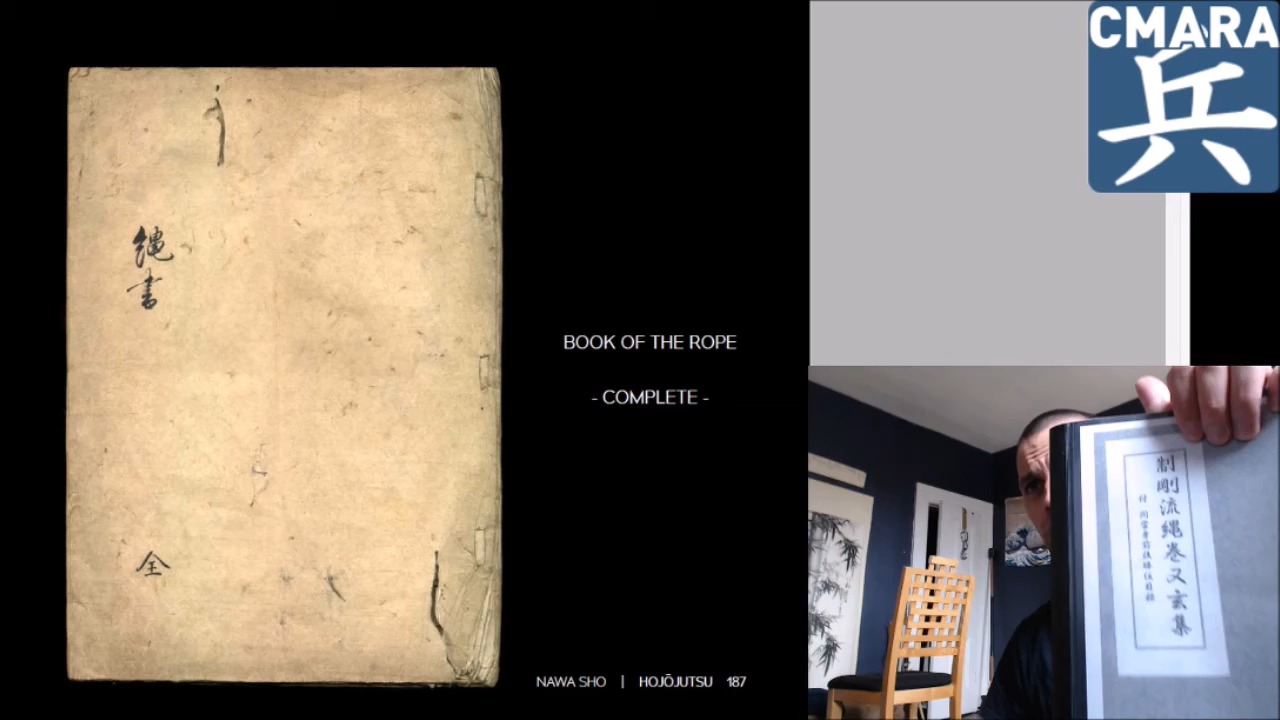 縄書
全
BOOK OF THE ROPE
- COMPLETE -
NAWA SHO | HOJŌJUTSU 187
CMARA
兵
制剛流縄巻又玄集